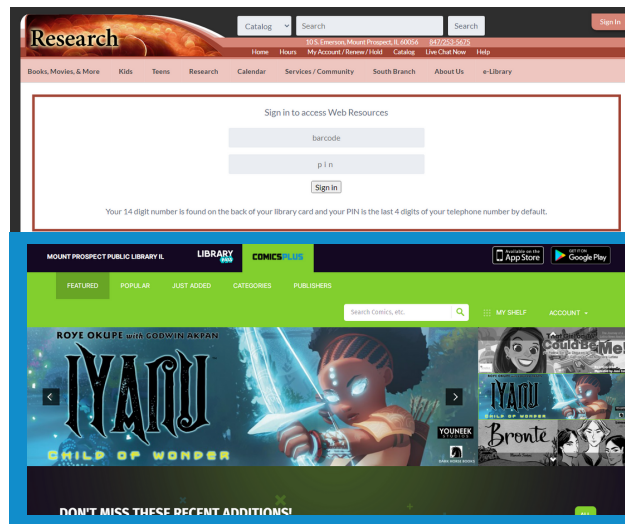 Research
Catalog
Search
Search
Sign In
10 S. Emerson, Mount Prospect, IL 60056 847/253-5675
Home Hours My Account / Renew / Hold Catalog Live Chat Now Help
Books, Movies, & More Kids Teens Research Calendar Services / Community South Branch About Us e-Library
Sign in to access Web Resources
barcode
pin
Sign in
Your 14 digit number is found on the back of your library card and your PIN is the last 4 digits of your telephone number by default.
MOUNT PROSPECT PUBLIC LIBRARY IL
LIBRARY
COMICSPLUS
Available on the App Store
GET IT ON Google Play
FEATURED POPULAR JUST ADDED CATEGORIES PUBLISHERS
Search Comics, etc.
MY SHELF ACCOUNT
ROYE OKUPE with GODWIN AKPAN
IYANU
CHILD OF WONDER
YOUNEEK
STUDIOS
DARK HORSE BOOKS
Could Be Me!
IYANU
CHILD OF WONDER
Bronte
DON'T MISS THESE RECENT ADDITIONS!